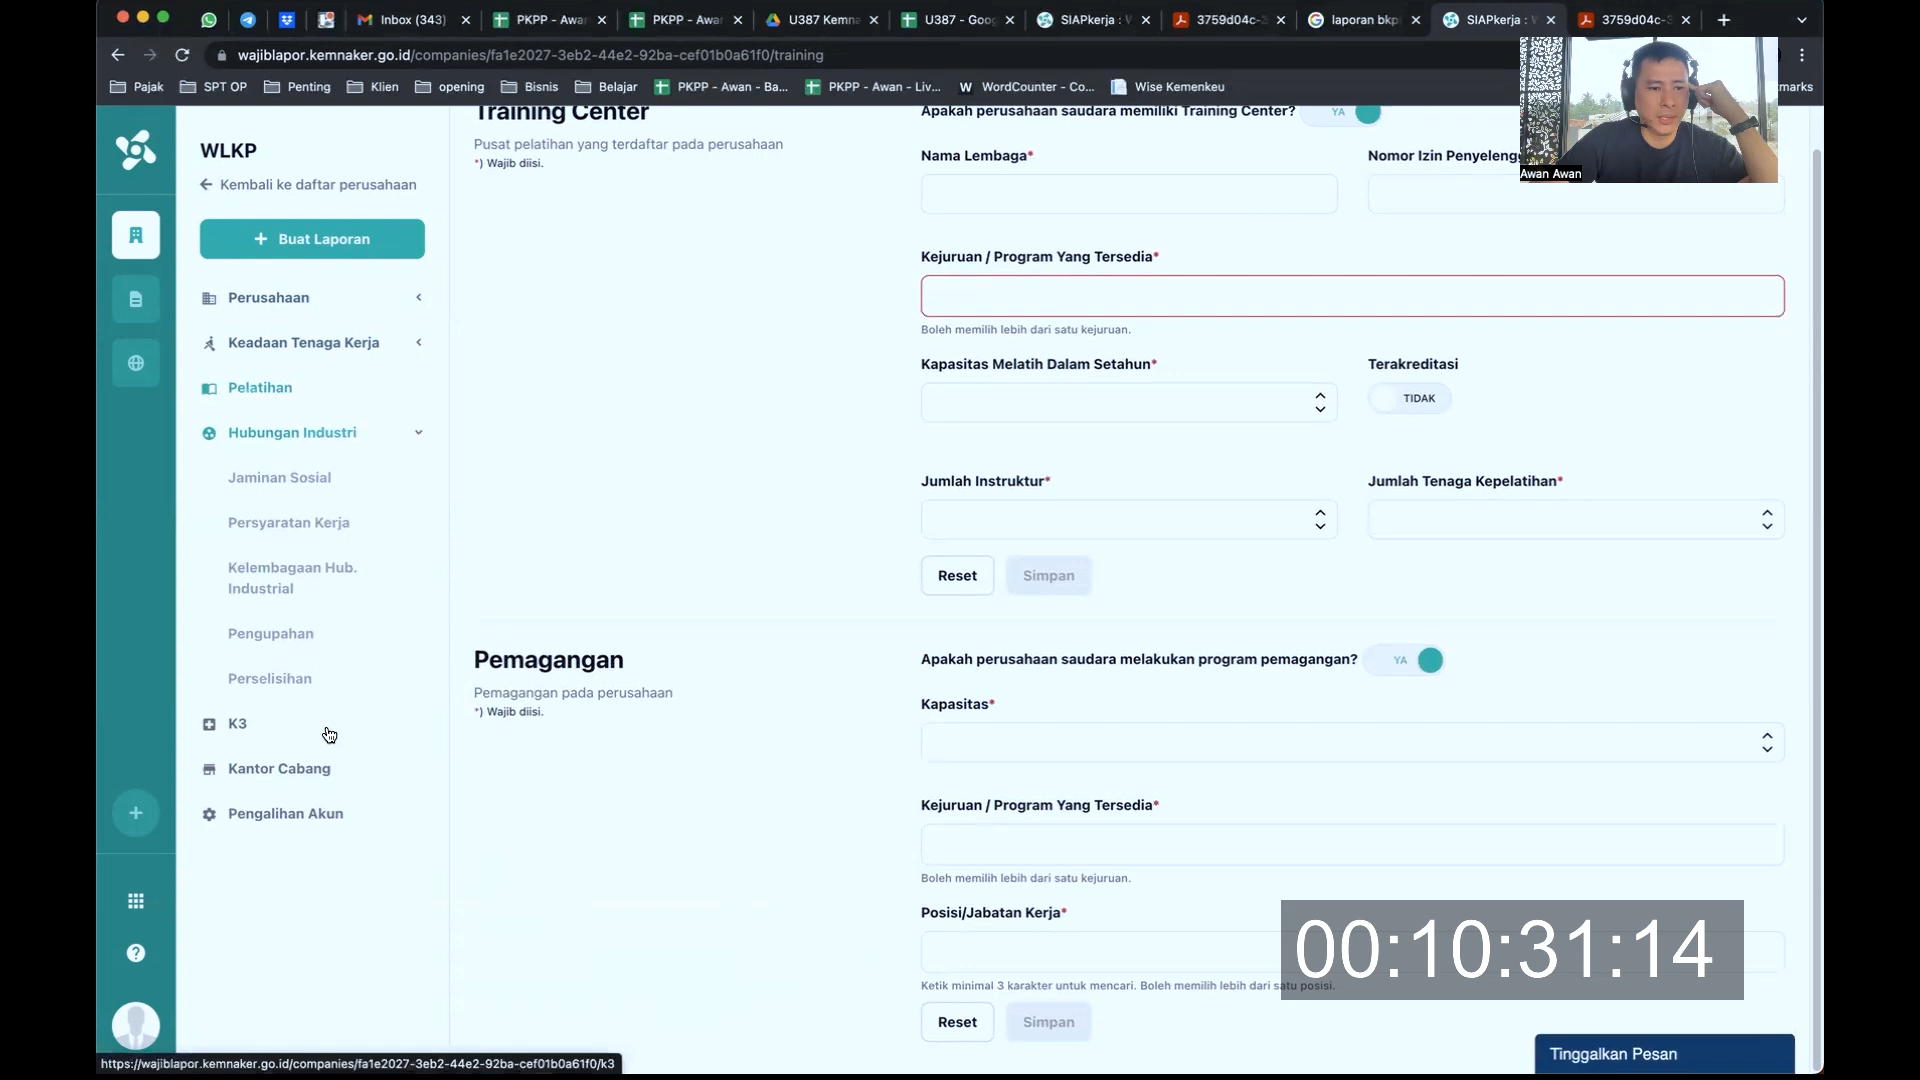 Inbox (343)
PKPP - Awa
PKPP - Awa
U387 Kemn
U387 - Goo
SIAPkerja :
3759d04c-
laporan bkp
SIAPkerja :
3759d04c-
wajiblapor.kemnaker.go.id/companies/fa1e2027-3eb2-44e2-92ba-cef01b0a61f0/training
Pajak
SPT OP
Penting
Klien
opening
Bisnis
Belajar
PKPP - Awan - Ba...
PKPP - Awan - Liv...
W WordCounter - Co...
Wise Kemenkeu
marks
Awan Awan
WLKP
Kembali ke daftar perusahaan
+ Buat Laporan
Perusahaan
Keadaan Tenaga Kerja
Pelatihan
Hubungan Industri
Jaminan Sosial
Persyaratan Kerja
Kelembagaan Hub.
Industrial
Pengupahan
Perselisihan
K3
Kantor Cabang
Pengalihan Akun
Training Center
Pusat pelatihan yang terdaftar pada perusahaan
*) Wajib diisi.
Apakah perusahaan saudara memiliki Training Center? YA
Nama Lembaga*
Nomor Izin Penyeleng
Kejuruan / Program Yang Tersedia*
Boleh memilih lebih dari satu kejuruan.
Kapasitas Melatih Dalam Setahun*
Terakreditasi
TIDAK
Jumlah Instruktur*
Jumlah Tenaga Kepelatihan*
Reset
Simpan
Pemagangan
Pemagangan pada perusahaan
*) Wajib diisi.
Apakah perusahaan saudara melakukan program pemagangan? YA
Kapasitas*
Kejuruan / Program Yang Tersedia*
Boleh memilih lebih dari satu kejuruan.
Posisi/Jabatan Kerja*
Ketik minimal 3 karakter untuk mencari. Boleh memilih lebih dari satu posisi.
Reset
Simpan
00:10:31:14
Tinggalkan Pesan
https://wajiblapor.kemnaker.go.id/companies/fa1e2027-3eb2-44e2-92ba-cef01b0a61f0/k3